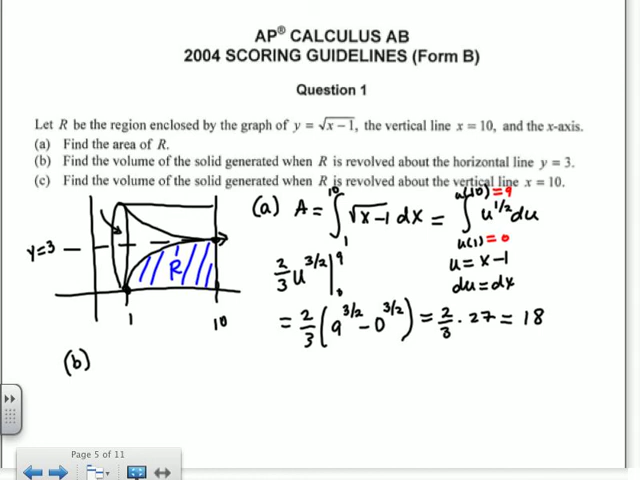 AP® CALCULUS AB
2004 SCORING GUIDELINES (Form B)
Question 1
Let R be the region enclosed by the graph of y = √x − 1, the vertical line x = 10, and the x-axis.
(a) Find the area of R.
(b) Find the volume of the solid generated when R is revolved about the horizontal line y = 3.
(c) Find the volume of the solid generated when R is revolved about the vertical line x = 10.
(a) A = ∫₁¹⁰ √x-1 dx = ∫ u^{1/2} du
u(10) = 9
u(1) = 0
y=3
R
1
10
2/3 u^{3/2} |₀⁹
u = x-1
du = dx
= 2/3 (9^{3/2} - 0^{3/2}) = 2/3 · 27 = 18
(b)
Page 5 of 11